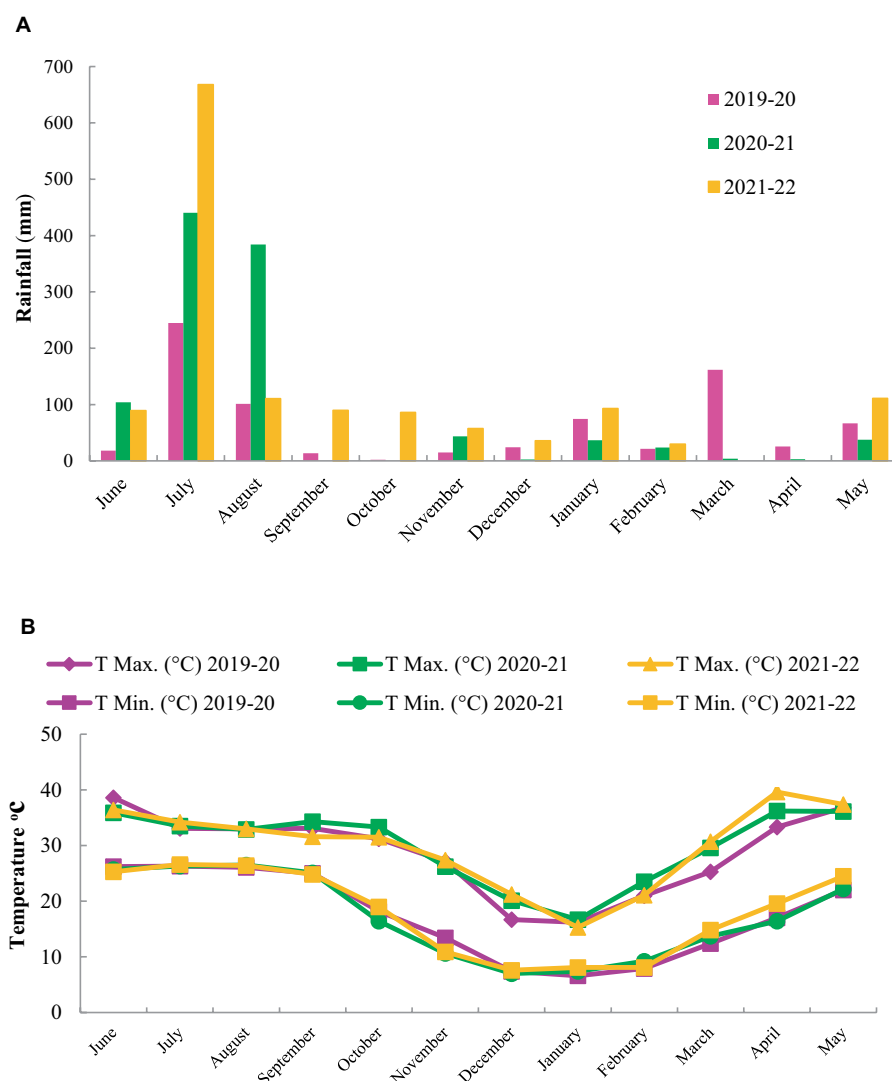 A
700
600
500
400
300
200
100
0
Rainfall (mm)
2019-20
2020-21
2021-22
June July August September October November December January February March April May
B
T Max. (°C) 2019-20 T Max. (°C) 2020-21 T Max. (°C) 2021-22
T Min. (°C) 2019-20 T Min. (°C) 2020-21 T Min. (°C) 2021-22
50
40
30
20
10
0
Temperature °C
June July August September October November December January February March April May